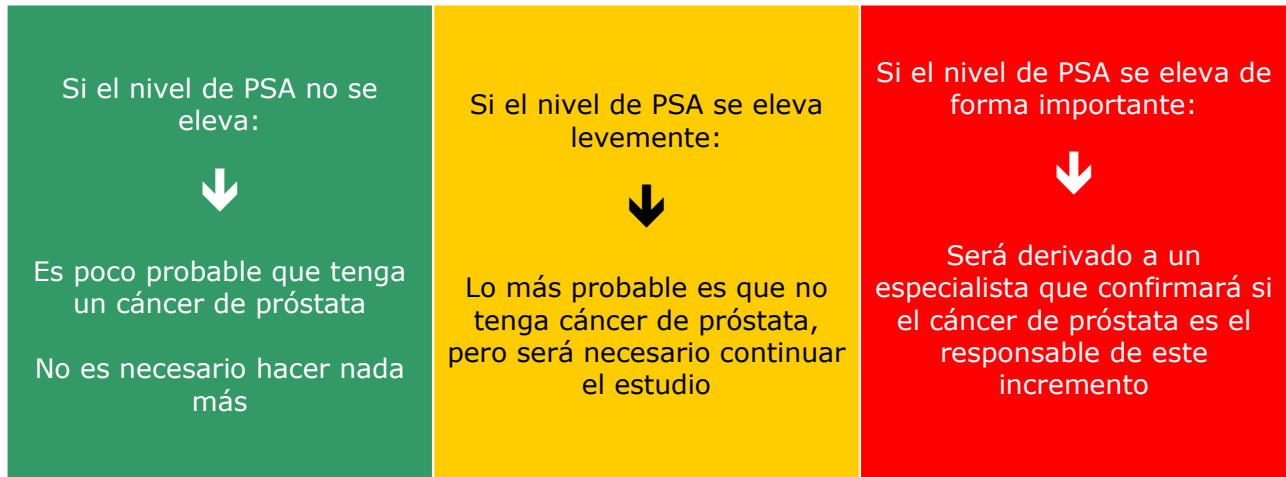 Si el nivel de PSA no se
eleva:
Es poco probable que tenga
un cáncer de próstata
No es necesario hacer nada
más
Si el nivel de PSA se eleva
levemente:
Lo más probable es que no
tenga cáncer de próstata,
pero será necesario continuar
el estudio
Si el nivel de PSA se eleva de
forma importante:
Será derivado a un
especialista que confirmará si
el cáncer de próstata es el
responsable de este
incremento